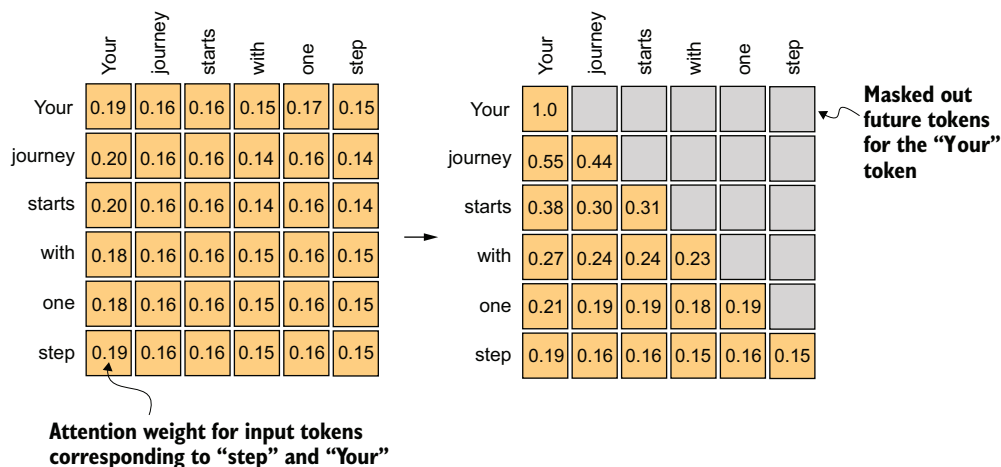 Your journey starts with one step
Your 0.19 0.16 0.16 0.15 0.17 0.15
journey 0.20 0.16 0.16 0.14 0.16 0.14
starts 0.20 0.16 0.16 0.14 0.16 0.14
with 0.18 0.16 0.16 0.15 0.16 0.15
one 0.18 0.16 0.16 0.15 0.16 0.15
step 0.19 0.16 0.16 0.15 0.16 0.15
Attention weight for input tokens
corresponding to “step” and “Your”
Your journey starts with one step
Your 1.0
journey 0.55 0.44
starts 0.38 0.30 0.31
with 0.27 0.24 0.24 0.23
one 0.21 0.19 0.19 0.18 0.19
step 0.19 0.16 0.16 0.15 0.16 0.15
Masked out
future tokens
for the “Your”
token